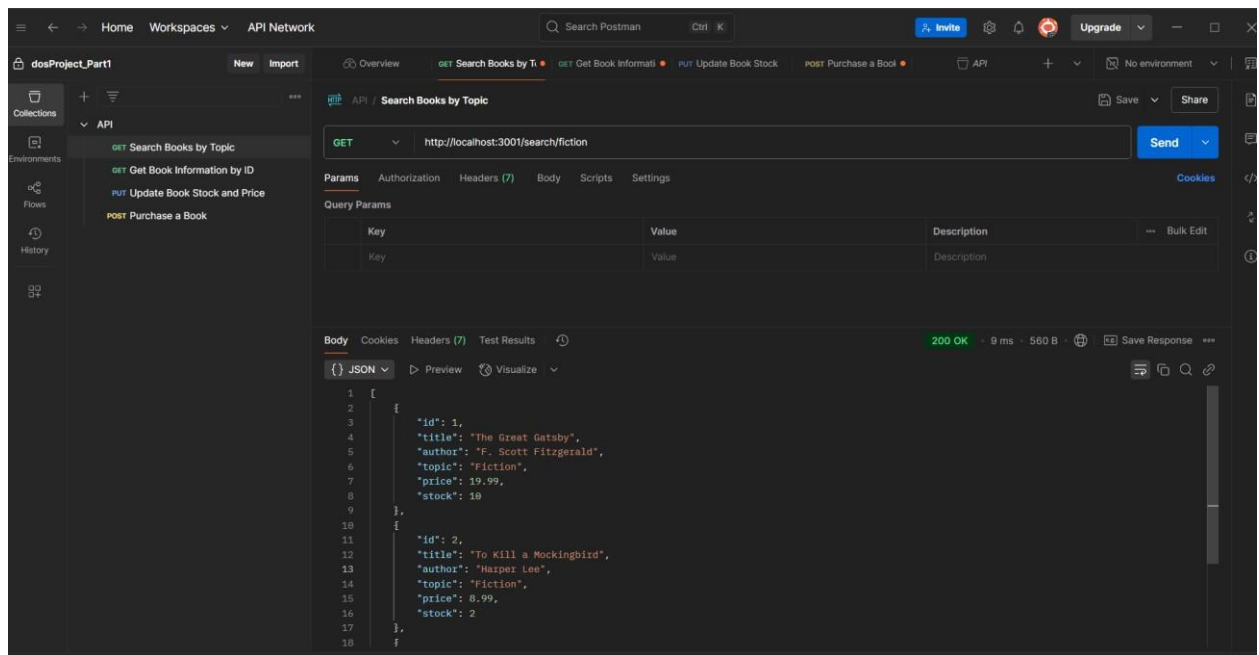 Home Workspaces API Network Search Postman Ctrl K Invite Upgrade
dosProject_Part1 New Import Overview GET Search Books by To GET Get Book Informati PUT Update Book Stock POST Purchase a Book API No environment
Collections
API
GET Search Books by Topic
GET Get Book Information by ID
PUT Update Book Stock and Price
POST Purchase a Book
Environments
Flows
History
HTTP API / Search Books by Topic Save Share
GET http://localhost:3001/search/fiction Send
Params Authorization Headers (7) Body Scripts Settings Cookies
Query Params
Key Value Description Bulk Edit
Key Value Description
Body Cookies Headers (7) Test Results 200 OK 9 ms 560 B Save Response
{} JSON Preview Visualize
1 [
2 {
3 "id": 1,
4 "title": "The Great Gatsby",
5 "author": "F. Scott Fitzgerald",
6 "topic": "Fiction",
7 "price": 19.99,
8 "stock": 10
9 },
10 {
11 "id": 2,
12 "title": "To Kill a Mockingbird",
13 "author": "Harper Lee",
14 "topic": "Fiction",
15 "price": 8.99,
16 "stock": 2
17 },
18 {